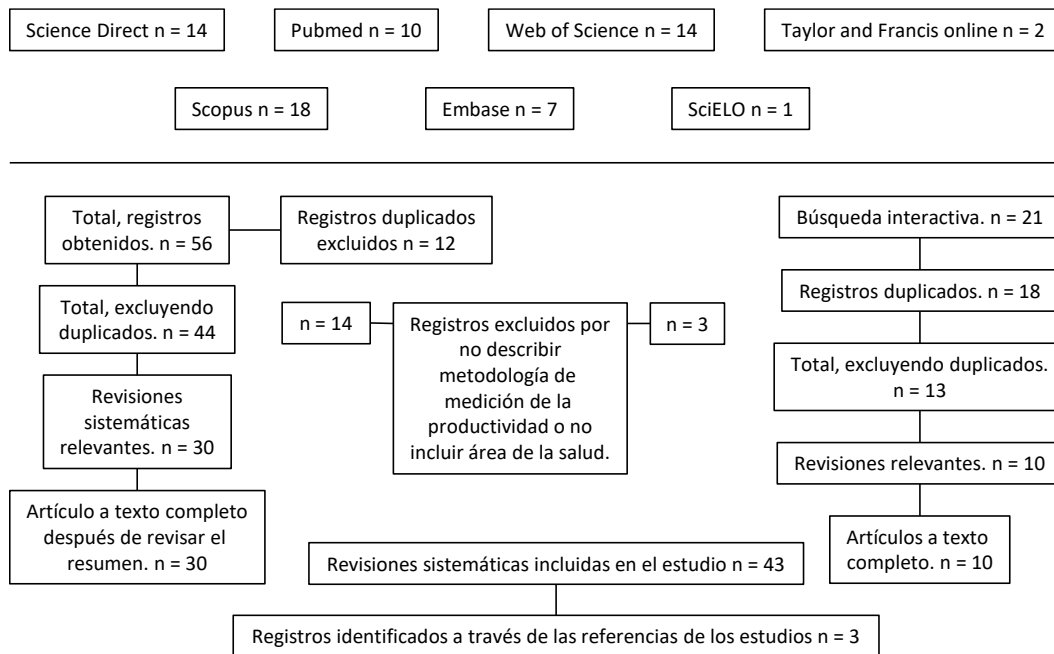 Science Direct n = 14
Pubmed n = 10
Web of Science n = 14
Taylor and Francis online n = 2
Scopus n = 18
Embase n = 7
SciELO n = 1
Total, registros
obtenidos. n = 56
Registros duplicados
excluidos n = 12
Total, excluyendo
duplicados. n = 44
Revisiones
sistemáticas
relevantes. n = 30
Artículo a texto completo
después de revisar el
resumen. n = 30
n = 14
Registros excluidos por
no describir
metodología de
medición de la
productividad o no
incluir área de la salud.
n = 3
Búsqueda interactiva. n = 21
Registros duplicados. n = 18
Total, excluyendo duplicados.
n = 13
Revisiones relevantes. n = 10
Artículos a texto
completo. n = 10
Revisiones sistemáticas incluidas en el estudio n = 43
Registros identificados a través de las referencias de los estudios n = 3